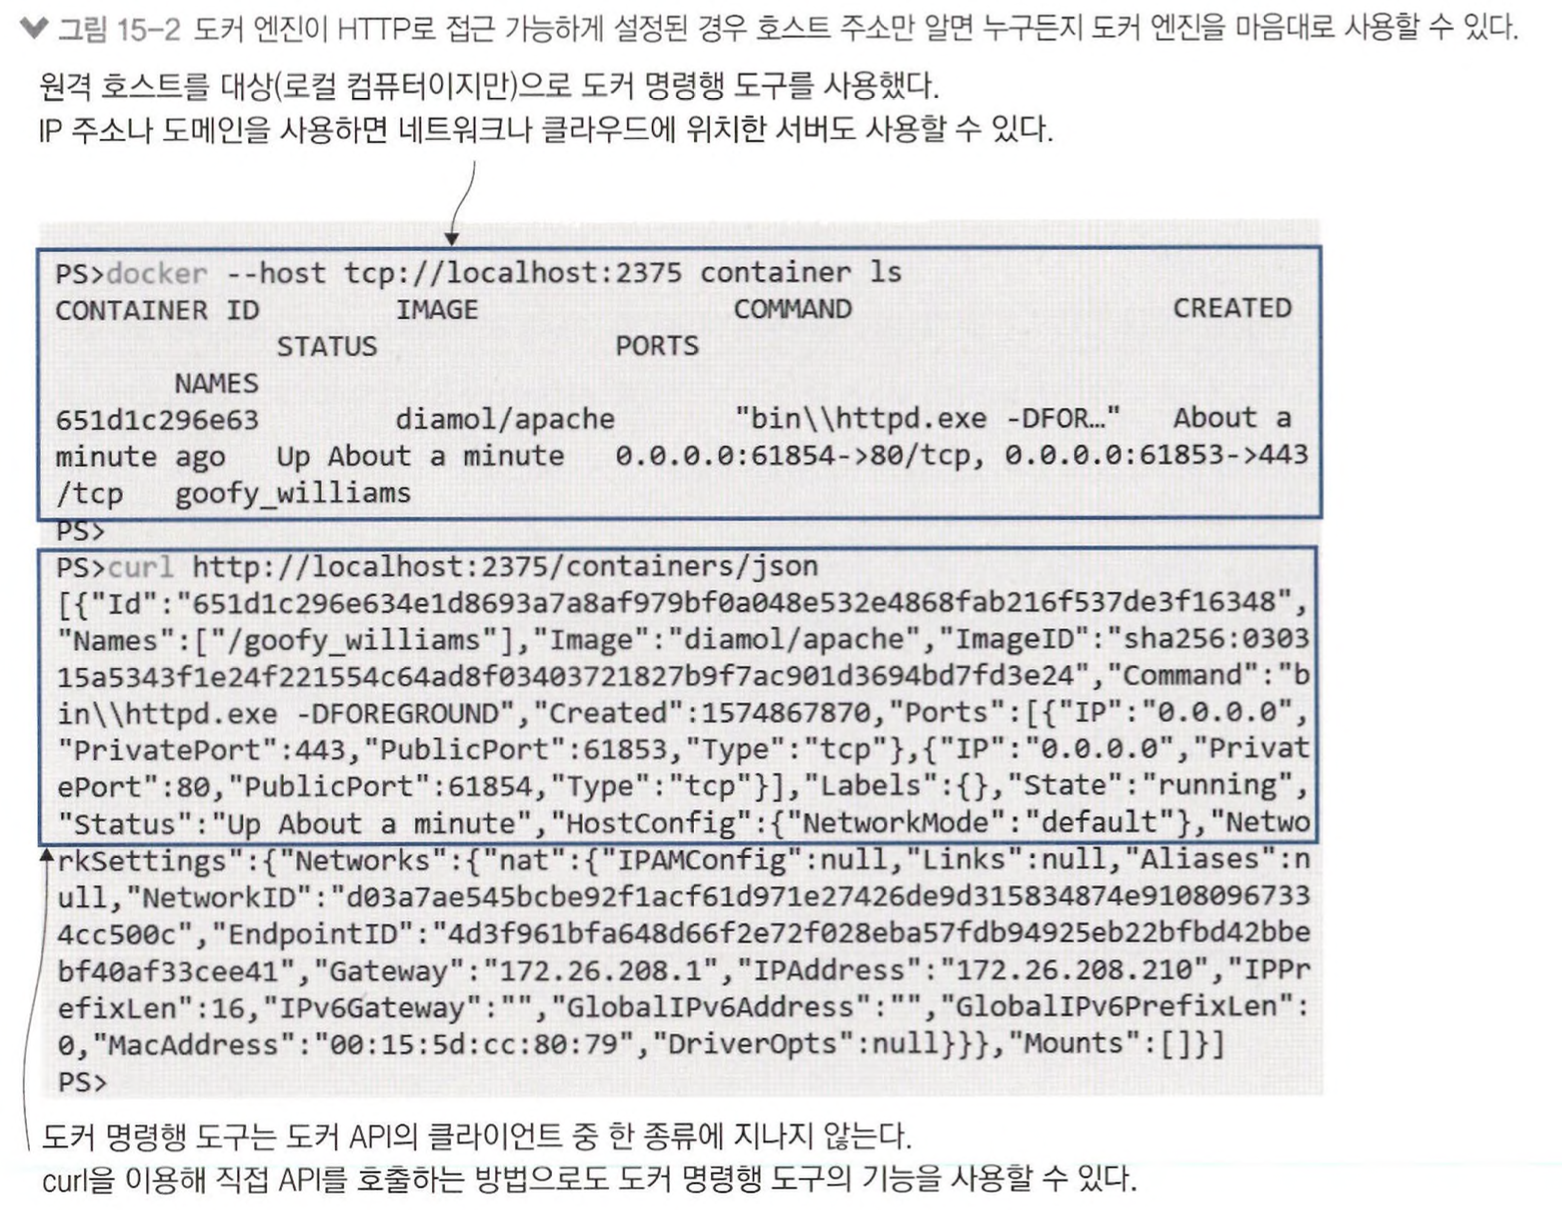 그림 15-2 도커 엔진이 HTTP로 접근 가능하게 설정된 경우 호스트 주소만 알면 누구든지 도커 엔진을 마음대로 사용할 수 있다.
원격 호스트를 대상(로컬 컴퓨터이지만)으로 도커 명령행 도구를 사용했다.
IP 주소나 도메인을 사용하면 네트워크나 클라우드에 위치한 서버도 사용할 수 있다.
PS>docker --host tcp://localhost:2375 container ls
CONTAINER ID IMAGE COMMAND CREATED
STATUS PORTS
NAMES
651d1c296e63 diamol/apache "bin\\httpd.exe -DFOR…" About a
minute ago Up About a minute 0.0.0.0:61854->80/tcp, 0.0.0.0:61853->443
/tcp goofy_williams
PS>
PS>curl http://localhost:2375/containers/json
[{"Id":"651d1c296e634e1d8693a7a8af979bf0a048e532e4868fab216f537de3f16348",
"Names":["/goofy_williams"],"Image":"diamol/apache","ImageID":"sha256:0303
15a5343f1e24f221554c64ad8f03403721827b9f7ac901d3694bd7fd3e24","Command":"b
in\\httpd.exe -DFOREGROUND","Created":1574867870,"Ports":[{"IP":"0.0.0.0",
"PrivatePort":443,"PublicPort":61853,"Type":"tcp"},{"IP":"0.0.0.0","Privat
ePort":80,"PublicPort":61854,"Type":"tcp"}],"Labels":{},"State":"running",
"Status":"Up About a minute","HostConfig":{"NetworkMode":"default"},"Netwo
rkSettings":{"Networks":{"nat":{"IPAMConfig":null,"Links":null,"Aliases":n
ull,"NetworkID":"d03a7ae545bcbe92f1acf61d971e27426de9d315834874e9108096733
4cc500c","EndpointID":"4d3f961bfa648d66f2e72f028eba57fdb94925eb22bfbd42bbe
bf40af33cee41","Gateway":"172.26.208.1","IPAddress":"172.26.208.210","IPPr
efixLen":16,"IPv6Gateway":"","GlobalIPv6Address":"","GlobalIPv6PrefixLen":
0,"MacAddress":"00:15:5d:cc:80:79","DriverOpts":null}}},"Mounts":[]}]
PS>
도커 명령행 도구는 도커 API의 클라이언트 중 한 종류에 지나지 않는다.
curl을 이용해 직접 API를 호출하는 방법으로도 도커 명령행 도구의 기능을 사용할 수 있다.